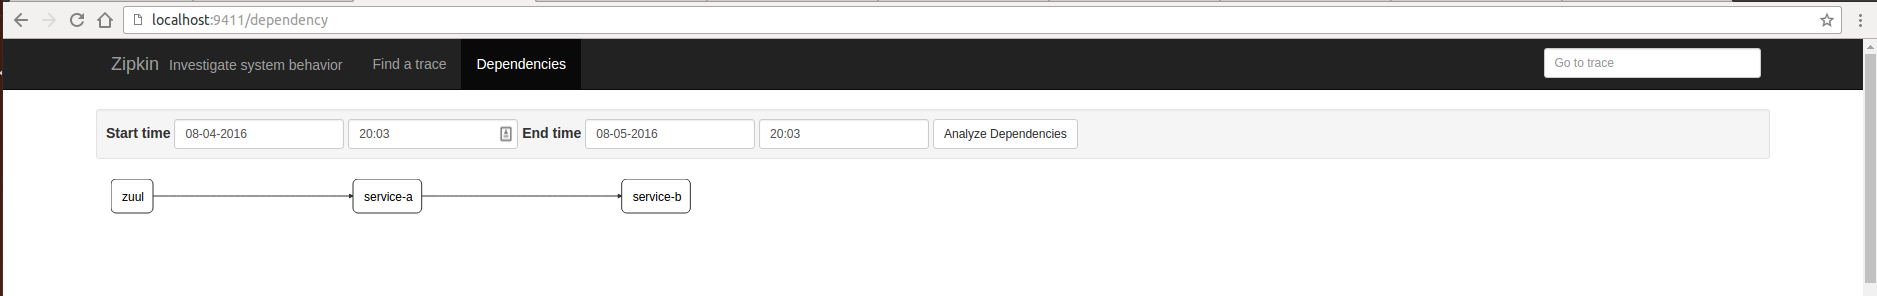 localhost:9411/dependency
Zipkin Investigate system behavior Find a trace Dependencies Go to trace
Start time 08-04-2016 20:03 End time 08-05-2016 20:03 Analyze Dependencies
zuul service-a service-b